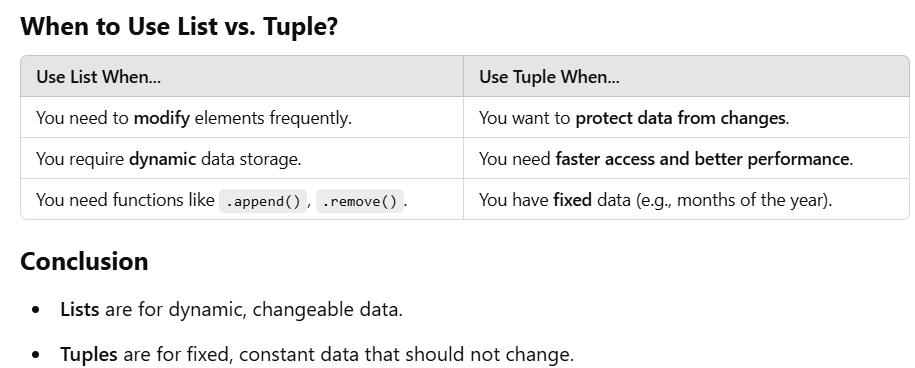 When to Use List vs. Tuple?
Use List When... Use Tuple When...
You need to modify elements frequently. You want to protect data from changes.
You require dynamic data storage. You need faster access and better performance.
You need functions like .append(), .remove(). You have fixed data (e.g., months of the year).
Conclusion
• Lists are for dynamic, changeable data.
• Tuples are for fixed, constant data that should not change.